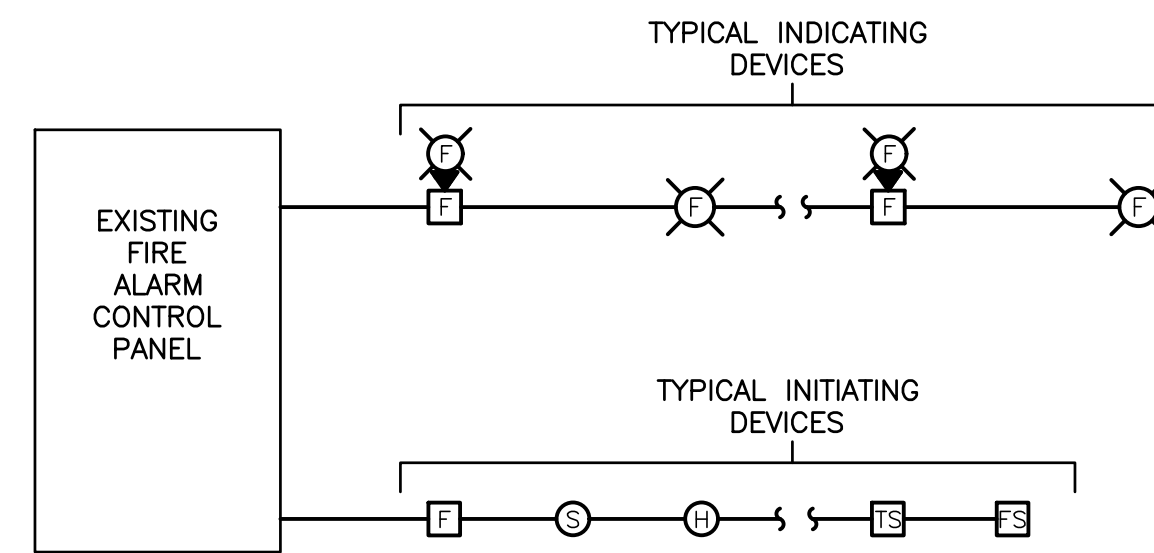 TYPICAL INDICATING
DEVICES
F F
F F F F
EXISTING
FIRE
ALARM
CONTROL
PANEL
TYPICAL INITIATING
DEVICES
F S H TS FS